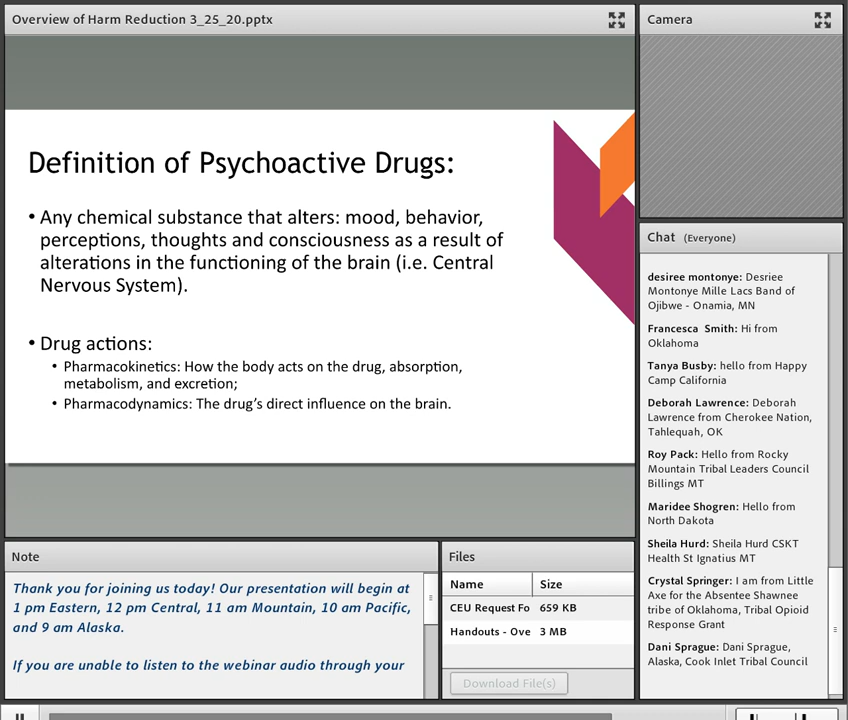 Overview of Harm Reduction 3_25_20.pptx
Definition of Psychoactive Drugs:
• Any chemical substance that alters: mood, behavior,
perceptions, thoughts and consciousness as a result of
alterations in the functioning of the brain (i.e. Central
Nervous System).
• Drug actions:
• Pharmacokinetics: How the body acts on the drug, absorption,
metabolism, and excretion;
• Pharmacodynamics: The drug's direct influence on the brain.
Note
Thank you for joining us today! Our presentation will begin at
1 pm Eastern, 12 pm Central, 11 am Mountain, 10 am Pacific,
and 9 am Alaska.
If you are unable to listen to the webinar audio through your
Files
Name Size
CEU Request Fo 659 KB
Handouts - Ove 3 MB
Download File(s)
Camera
Chat (Everyone)
desiree montonye: Desriee
Montonye Mille Lacs Band of
Ojibwe - Onamia, MN
Francesca Smith: Hi from
Oklahoma
Tanya Busby: hello from Happy
Camp California
Deborah Lawrence: Deborah
Lawrence from Cherokee Nation,
Tahlequah, OK
Roy Pack: Hello from Rocky
Mountain Tribal Leaders Council
Billings MT
Maridee Shogren: Hello from
North Dakota
Sheila Hurd: Sheila Hurd CSKT
Health St Ignatius MT
Crystal Springer: I am from Little
Axe for the Absentee Shawnee
tribe of Oklahoma, Tribal Opioid
Response Grant
Dani Sprague: Dani Sprague,
Alaska, Cook Inlet Tribal Council